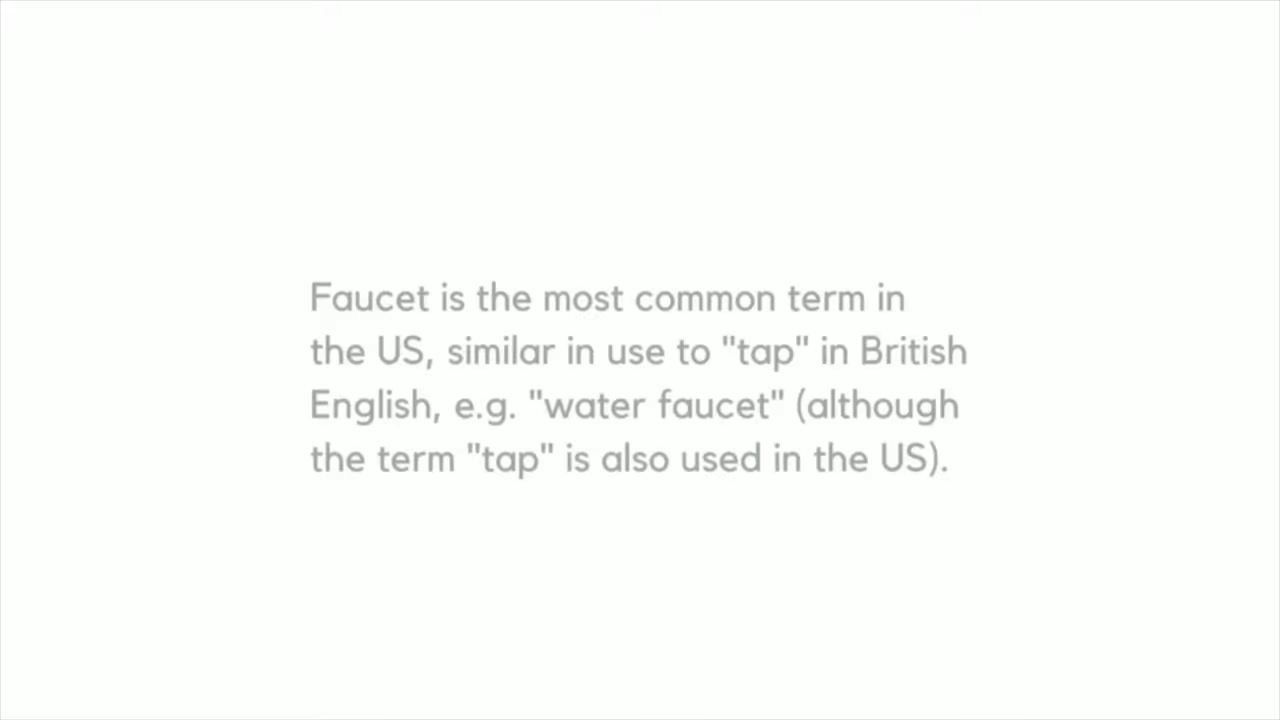 Faucet is the most common term in
the US, similar in use to "tap" in British
English, e.g. "water faucet" (although
the term "tap" is also used in the US).